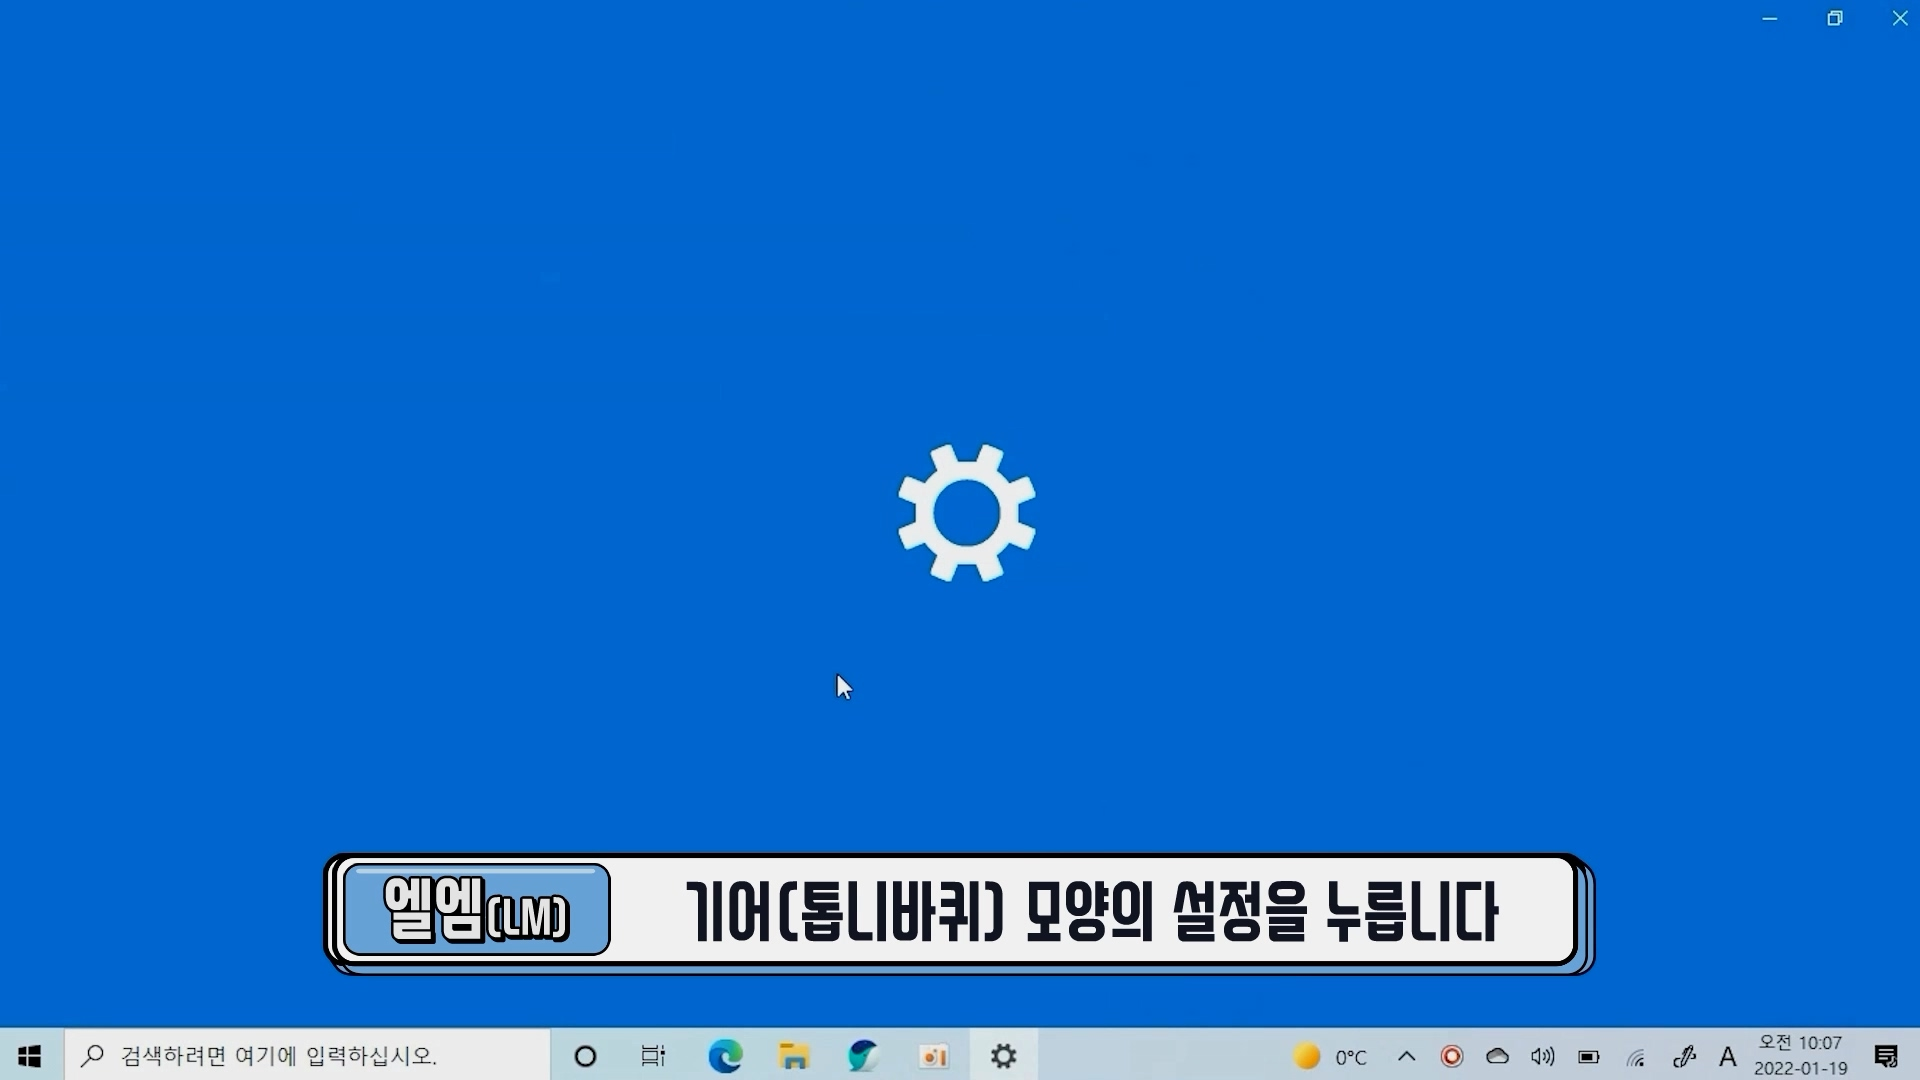 엘엠(LM)
기어(톱니바퀴) 모양의 설정을 누릅니다
검색하려면 여기에 입력하십시오.
0°C
A
오전 10:07
2022-01-19